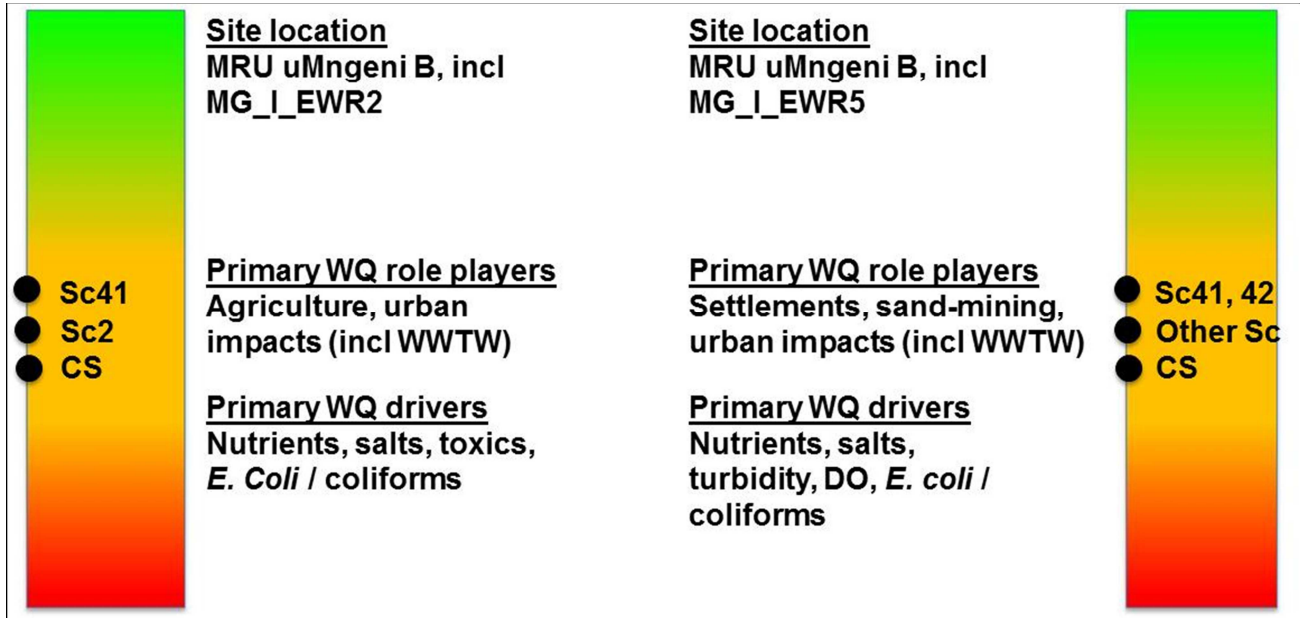 Site location
MRU uMngeni B, incl
MG_I_EWR2
Sc41
Sc2
CS
Primary WQ role players
Agriculture, urban
impacts (incl WWTW)
Primary WQ drivers
Nutrients, salts, toxics,
E. Coli / coliforms
Site location
MRU uMngeni B, incl
MG_I_EWR5
Primary WQ role players
Settlements, sand-mining,
urban impacts (incl WWTW)
Primary WQ drivers
Nutrients, salts,
turbidity, DO, E. coli /
coliforms
Sc41, 42
Other Sc
CS